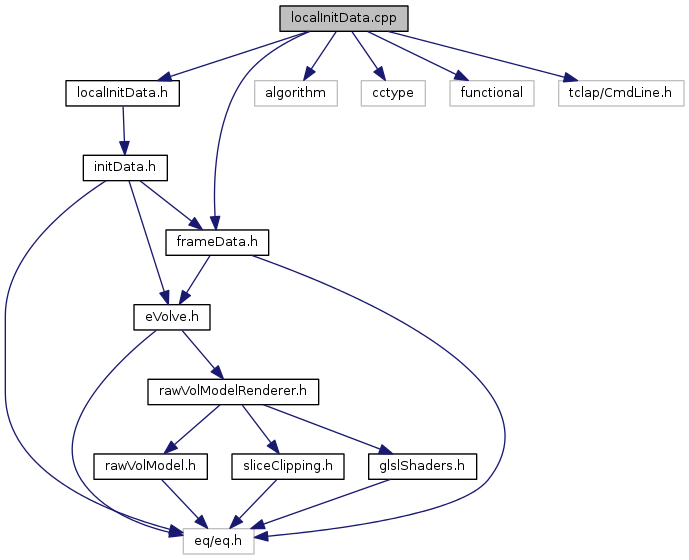 localInitData.cpp
localInitData.h
algorithm
cctype
functional
tclap/CmdLine.h
initData.h
frameData.h
eVolve.h
rawVolModelRenderer.h
rawVolModel.h
sliceClipping.h
glslShaders.h
eq/eq.h